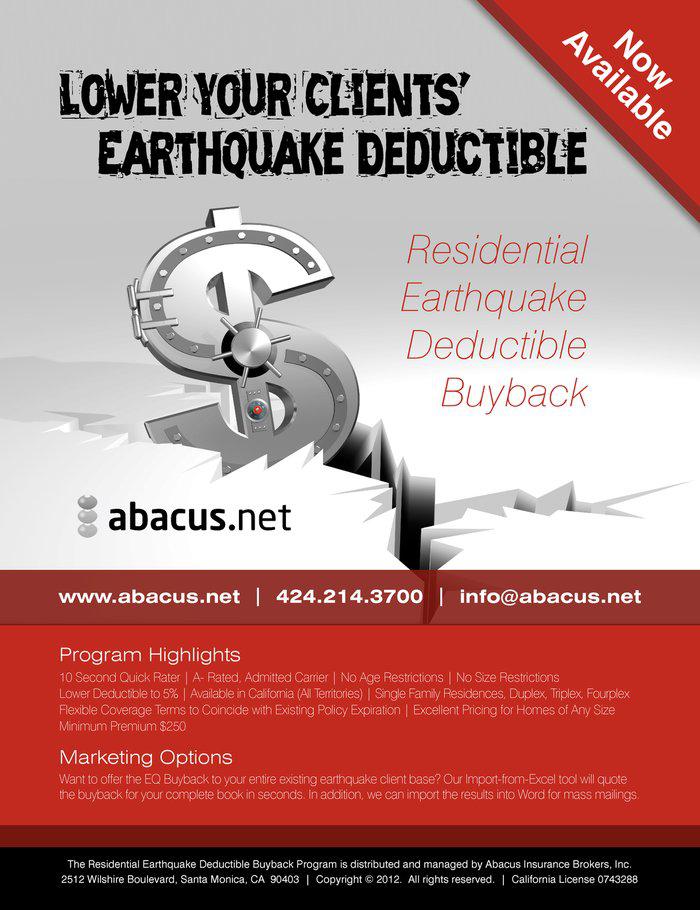 Now
Available
LOWER YOUR CLIENTS'
EARTHQUAKE DEDUCTIBLE
Residential
Earthquake
Deductible
Buyback
abacus.net
www.abacus.net | 424.214.3700 | info@abacus.net
Program Highlights
10 Second Quick Rater | A- Rated, Admitted Carrier | No Age Restrictions | No Size Restrictions
Lower Deductible to 5% | Available in California (All Territories) | Single Family Residences, Duplex, Triplex, Fourplex
Flexible Coverage Terms to Coincide with Existing Policy Expiration | Excellent Pricing for Homes of Any Size
Minimum Premium $250
Marketing Options
Want to offer the EQ Buyback to your entire existing earthquake client base? Our Import-from-Excel tool will quote
the buyback for your complete book in seconds. In addition, we can import the results into Word for mass mailings.
The Residential Earthquake Deductible Buyback Program is distributed and managed by Abacus Insurance Brokers, Inc.
2512 Wilshire Boulevard, Santa Monica, CA 90403 | Copyright © 2012. All rights reserved. | California License 0743288